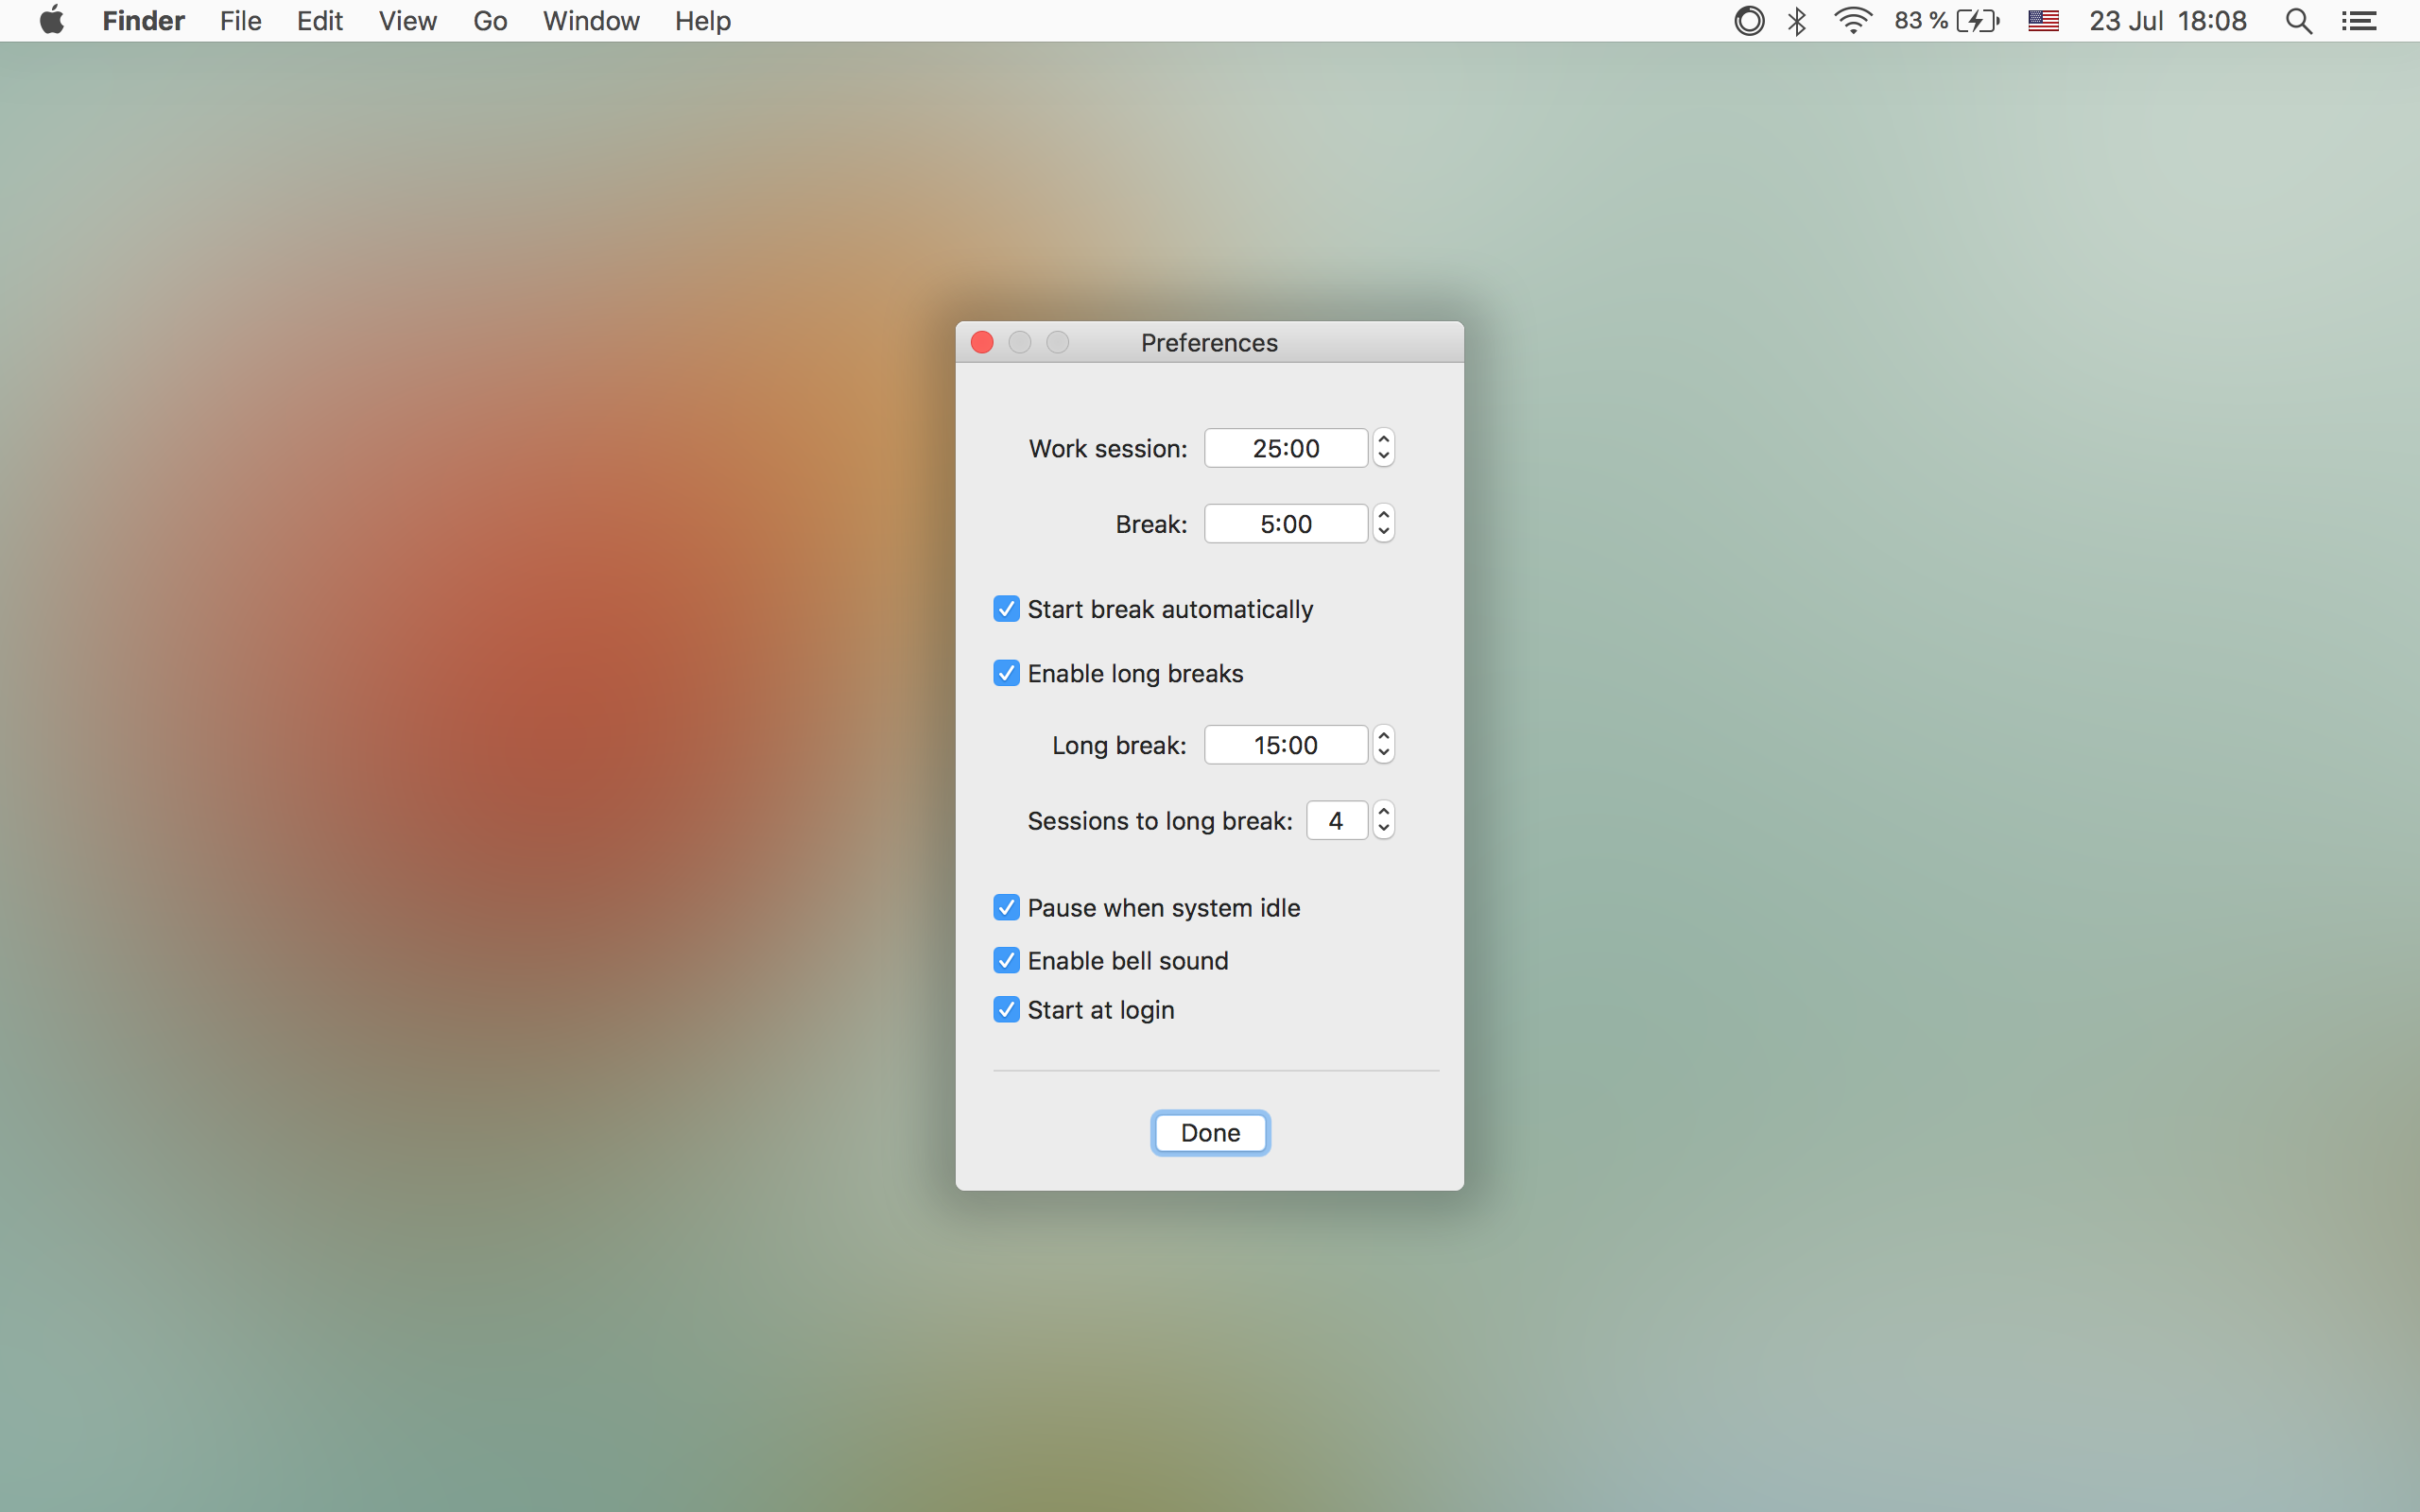 Finder File Edit View Go Window Help 83 % 23 Jul 18:08
Preferences
Work session: 25:00
Break: 5:00
Start break automatically
Enable long breaks
Long break: 15:00
Sessions to long break: 4
Pause when system idle
Enable bell sound
Start at login
Done